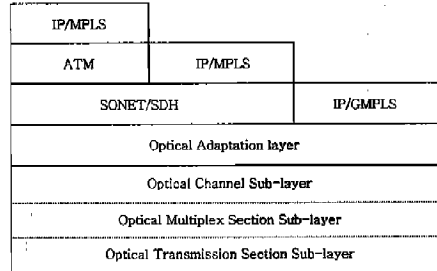 IP/MPLS
ATM
IP/MPLS
SONET/SDH
IP/GMPLS
Optical Adaptation layer
Optical Channel Sub-layer
Optical Multiplex Section Sub-layer
Optical Transmission Section Sub-layer